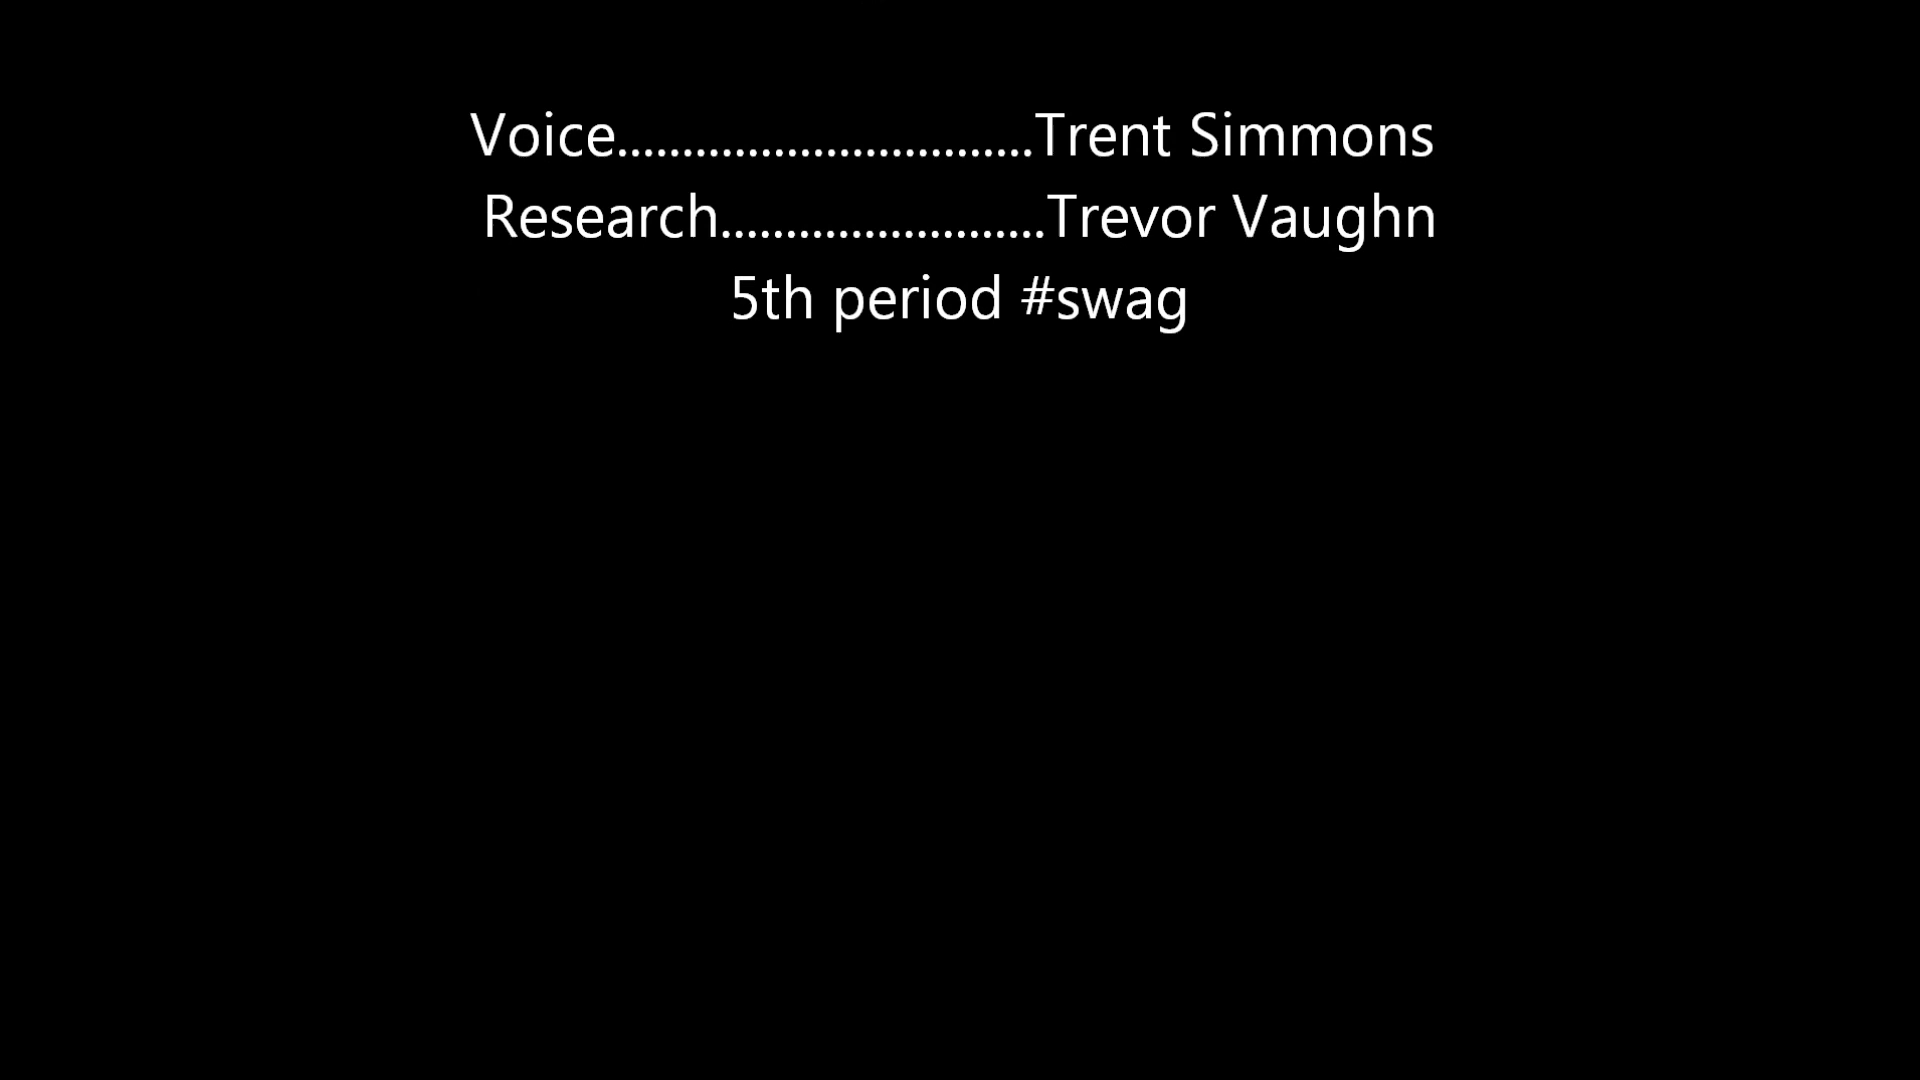 Voice................................Trent Simmons
Research.........................Trevor Vaughn
5th period #swag